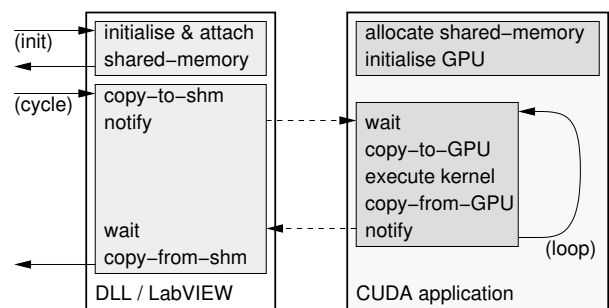 (init)
initialise & attach
shared−memory
(cycle)
copy−to−shm
notify
wait
copy−from−shm
DLL / LabVIEW
allocate shared−memory
initialise GPU
wait
copy−to−GPU
execute kernel
copy−from−GPU
notify
(loop)
CUDA application